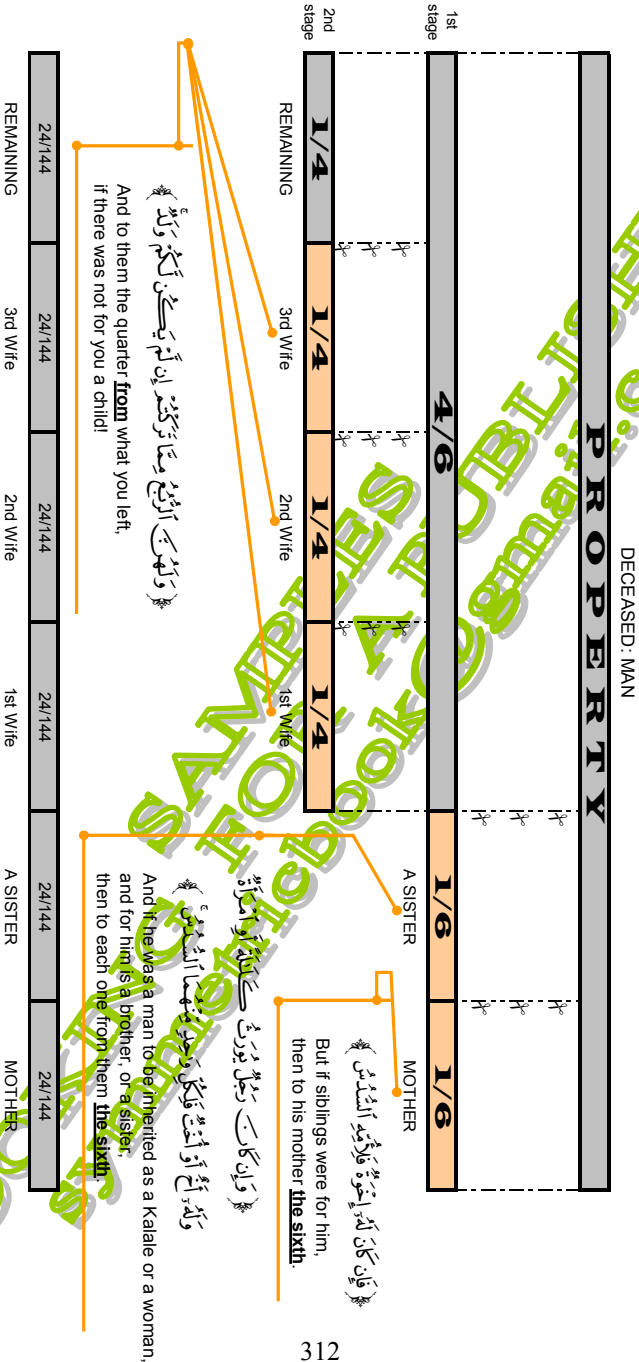 DECEASED: MAN
PROPERTY
1st
stage
4/6
1/6
1/6
A SISTER
MOTHER
2nd
stage
1/4
1/4
1/4
1/4
REMAINING
3rd Wife
2nd Wife
1st Wife
﴿ فَإِن كَانَ لَهُۥٓ إِخْوَةٌ فَلِأُمِّهِ ٱلسُّدُسُ ﴾
But if siblings were for him,
then to his mother the sixth.
﴿ وَإِن كَانَ رَجُلٌ يُورَثُ كَلَـٰلَةً أَوِ ٱمْرَأَةٌ
وَلَهُۥٓ أَخٌ أَوْ أُخْتٌ فَلِكُلِّ وَٰحِدٍ مِّنْهُمَا ٱلسُّدُسُ ۚ ﴾
And if he was a man to be inherited as a Kalale or a woman,
and for him is a brother, or a sister,
then to each one from them the sixth.
﴿ وَلَهُنَّ ٱلرُّبُعُ مِمَّا تَرَكْتُمْ إِن لَّمْ يَكُن لَّكُمْ وَلَدٌ ۚ ﴾
And to them the quarter from what you left,
if there was not for you a child!
24/144
24/144
24/144
24/144
24/144
24/144
REMAINING
3rd Wife
2nd Wife
1st Wife
A SISTER
MOTHER
312
SAMPLES
FOR A PUBLISH
book@gmail.c